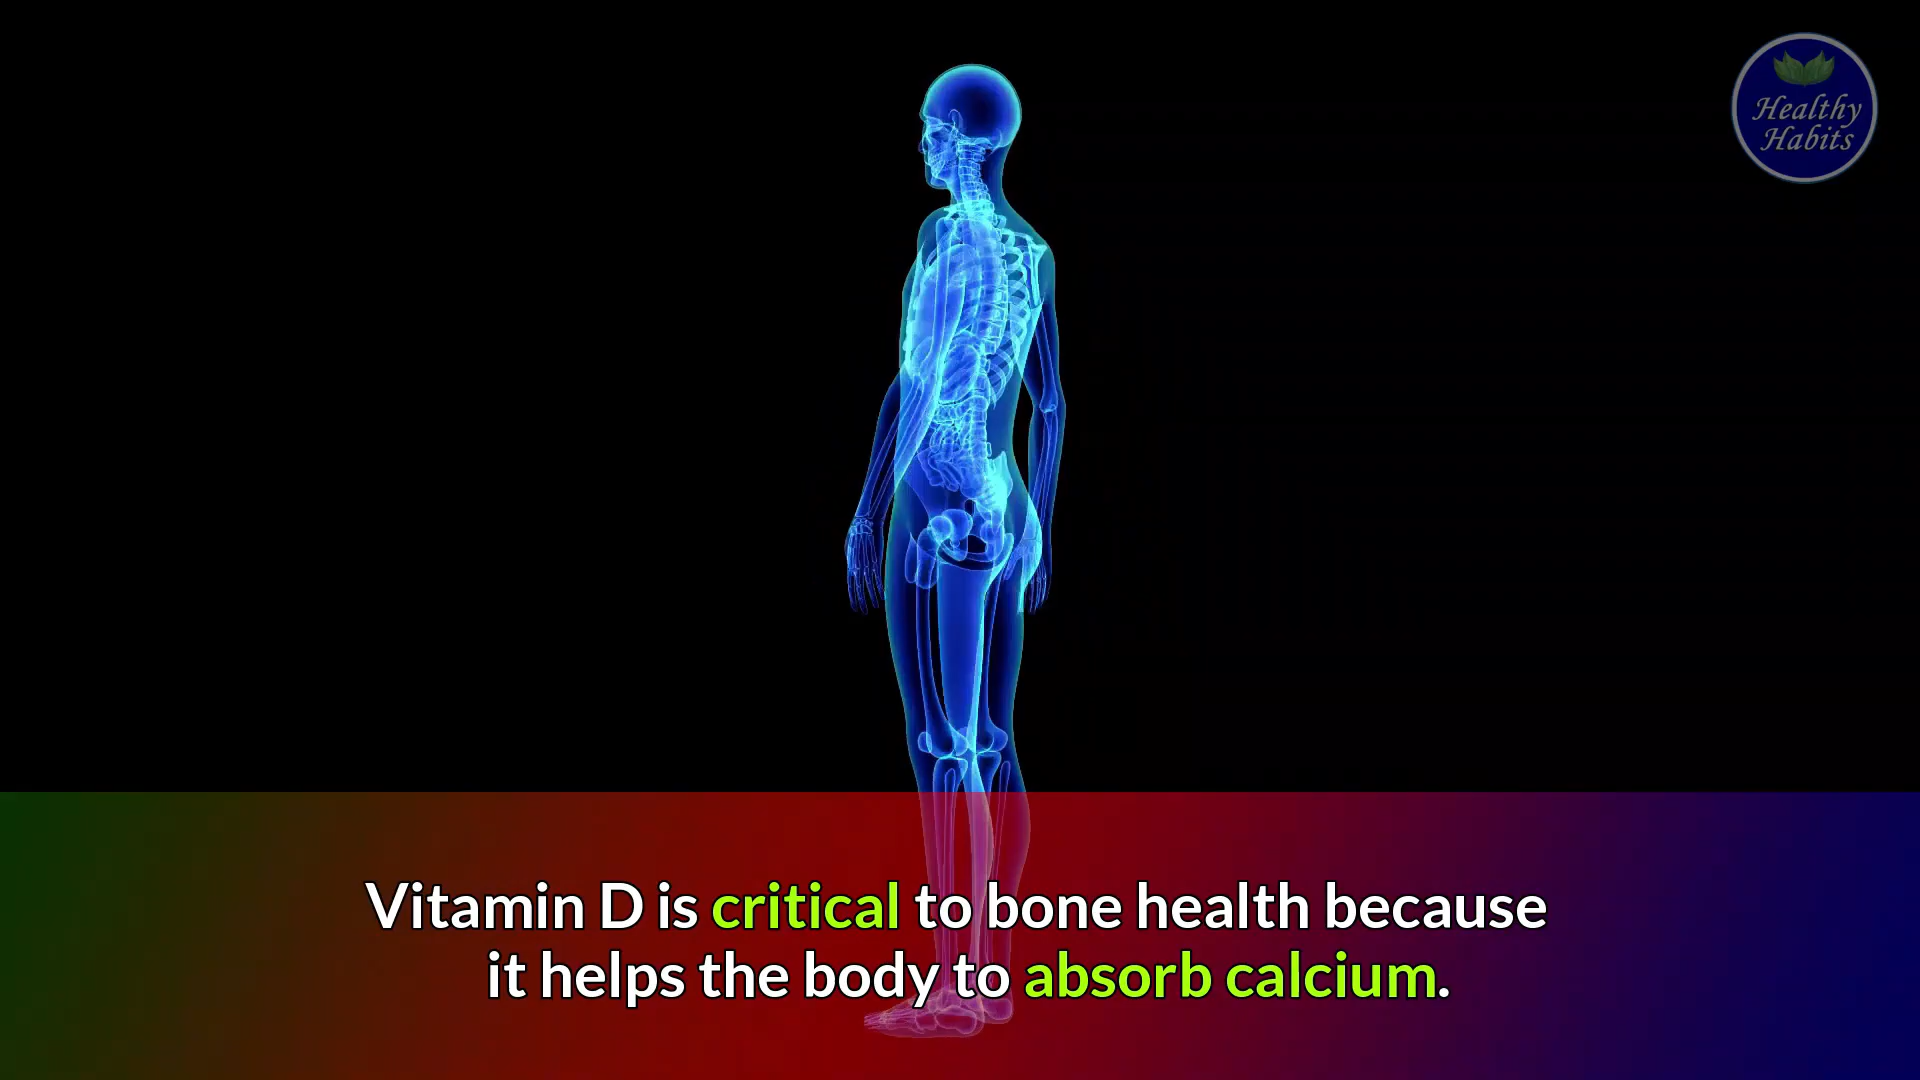 Healthy
Habits
Vitamin D is critical to bone health because
it helps the body to absorb calcium.